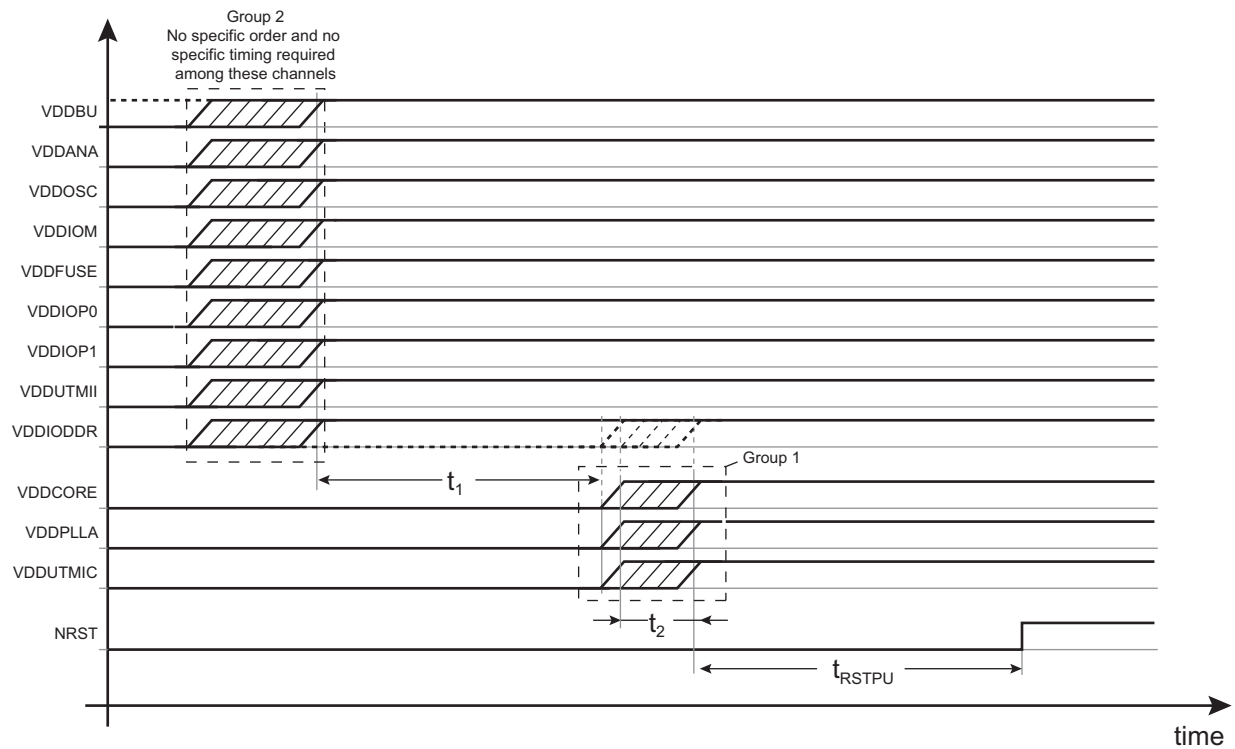 Group 2
No specific order and no
specific timing required
among these channels
VDDBU
VDDANA
VDDOSC
VDDIOM
VDDFUSE
VDDIOP0
VDDIOP1
VDDUTMII
VDDIODDR
Group 1
t1
VDDCORE
VDDPLLA
VDDUTMIC
t2
NRST
tRSTPU
time